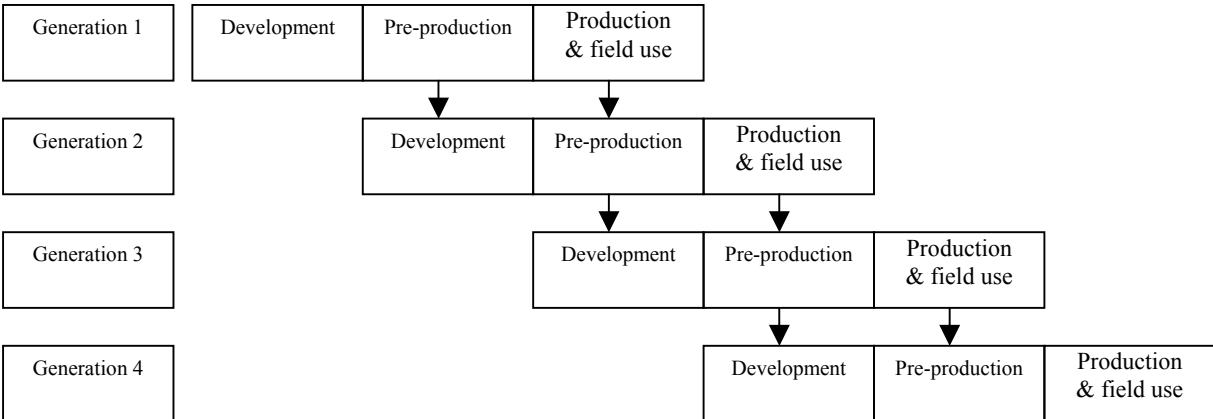 Generation 1
Development
Pre-production
Production
& field use
Generation 2
Development
Pre-production
Production
& field use
Generation 3
Development
Pre-production
Production
& field use
Generation 4
Development
Pre-production
Production
& field use